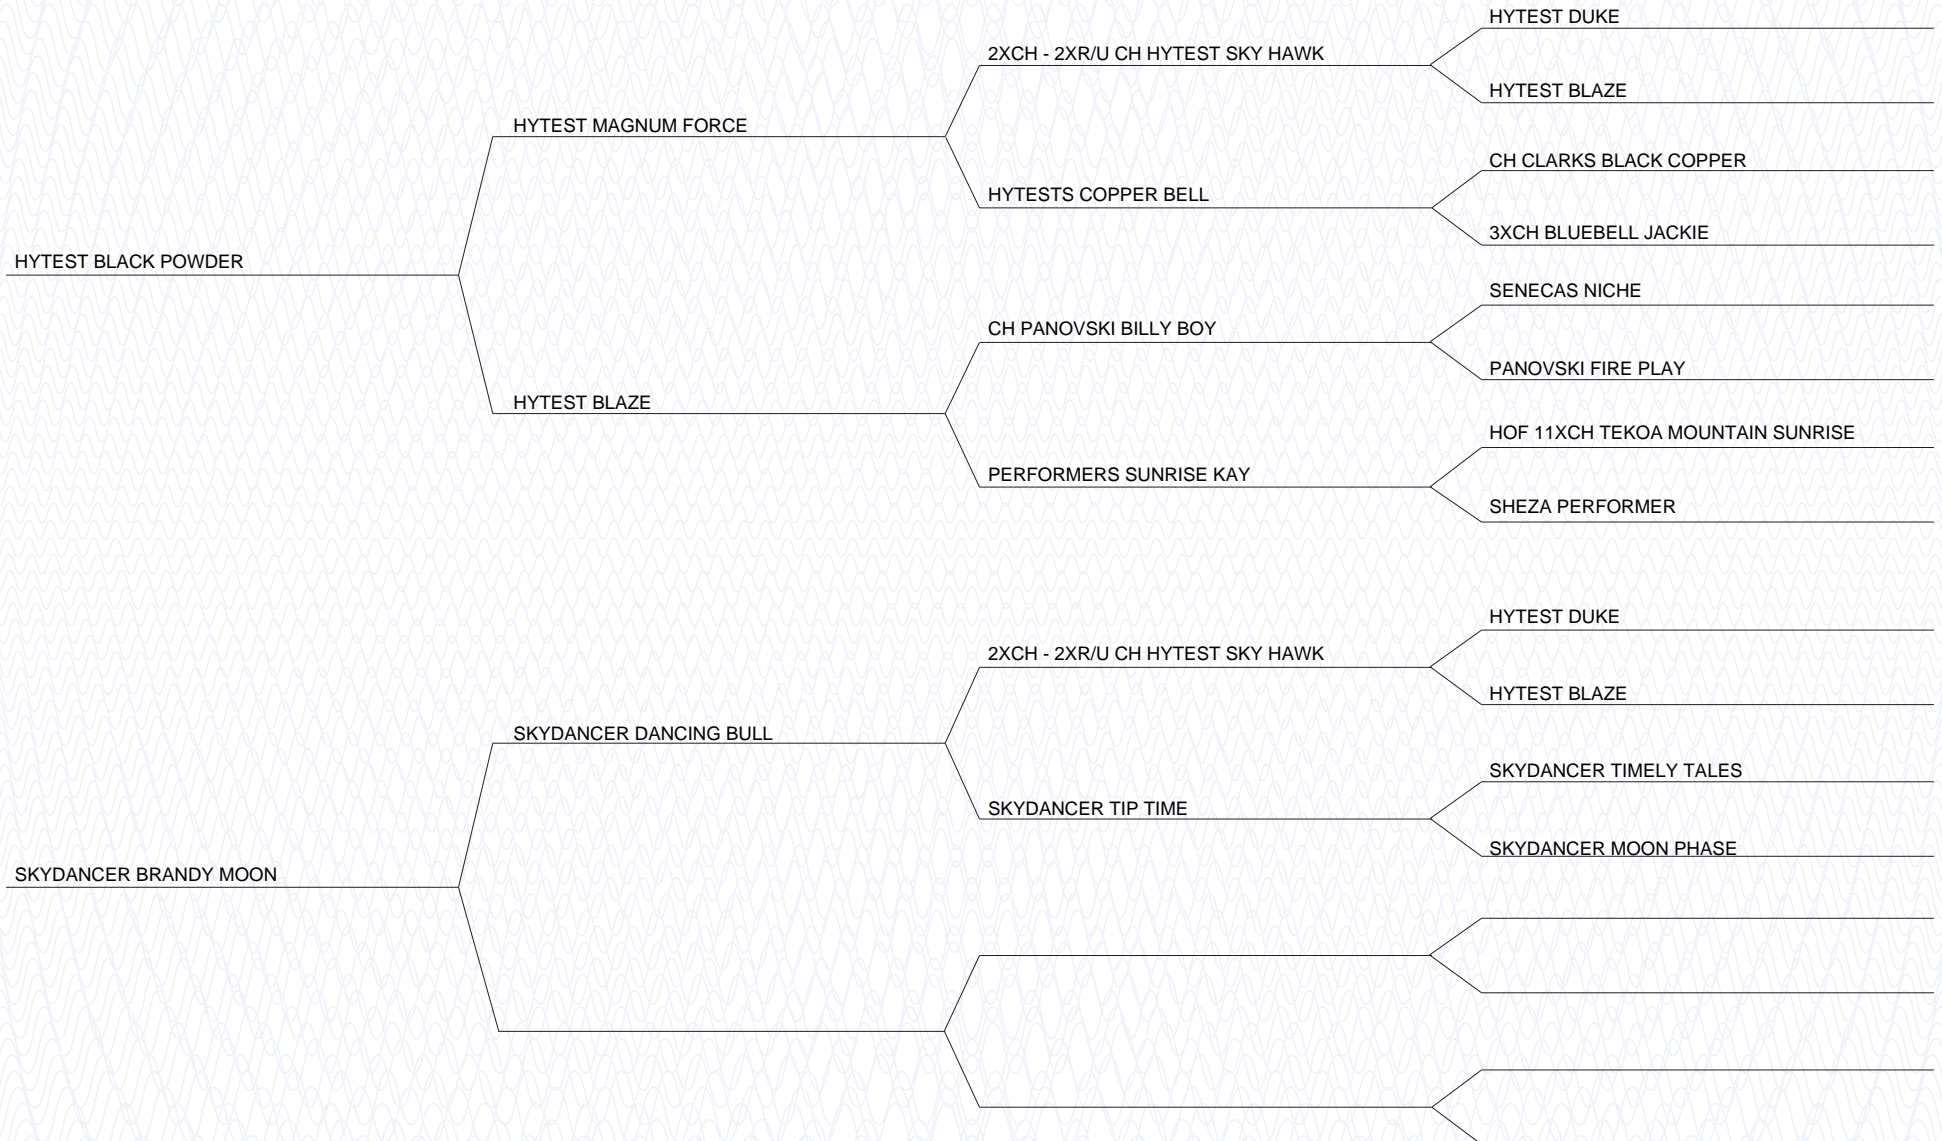 HYTEST DUKE
2XCH - 2XR/U CH HYTEST SKY HAWK
HYTEST BLAZE
HYTEST MAGNUM FORCE
CH CLARKS BLACK COPPER
HYTESTS COPPER BELL
3XCH BLUEBELL JACKIE
HYTEST BLACK POWDER
SENECAS NICHE
CH PANOVSKI BILLY BOY
PANOVSKI FIRE PLAY
HYTEST BLAZE
HOF 11XCH TEKOA MOUNTAIN SUNRISE
PERFORMERS SUNRISE KAY
SHEZA PERFORMER
HYTEST DUKE
2XCH - 2XR/U CH HYTEST SKY HAWK
HYTEST BLAZE
SKYDANCER DANCING BULL
SKYDANCER TIMELY TALES
SKYDANCER TIP TIME
SKYDANCER MOON PHASE
SKYDANCER BRANDY MOON